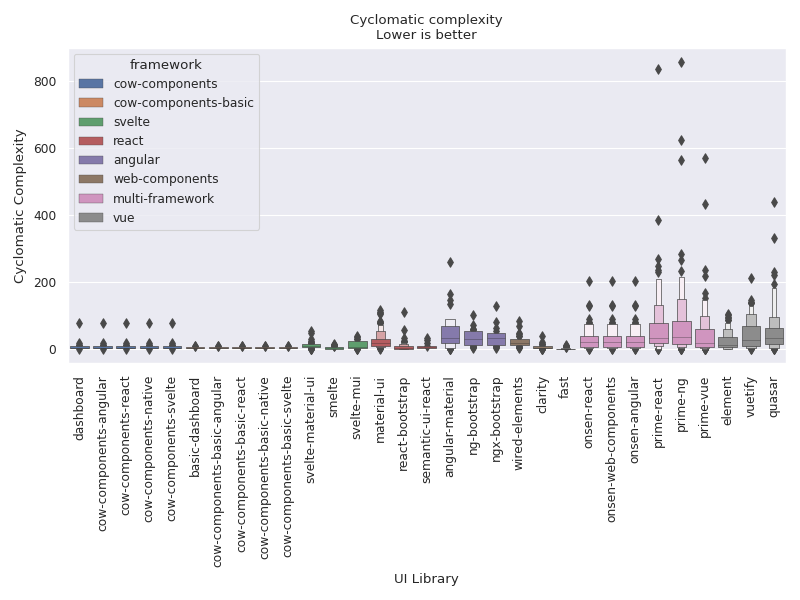 Cyclomatic complexity
Lower is better
framework
cow-components
cow-components-basic
svelte
react
angular
web-components
multi-framework
vue
Cyclomatic Complexity
800
600
400
200
0
dashboard
cow-components-angular
cow-components-react
cow-components-native
cow-components-svelte
basic-dashboard
cow-components-basic-angular
cow-components-basic-react
cow-components-basic-native
cow-components-basic-svelte
svelte-material-ui
smelte
svelte-mui
material-ui
react-bootstrap
semantic-ui-react
angular-material
ng-bootstrap
ngx-bootstrap
wired-elements
clarity
fast
onsen-react
onsen-web-components
onsen-angular
prime-react
prime-ng
prime-vue
element
vuetify
quasar
UI Library